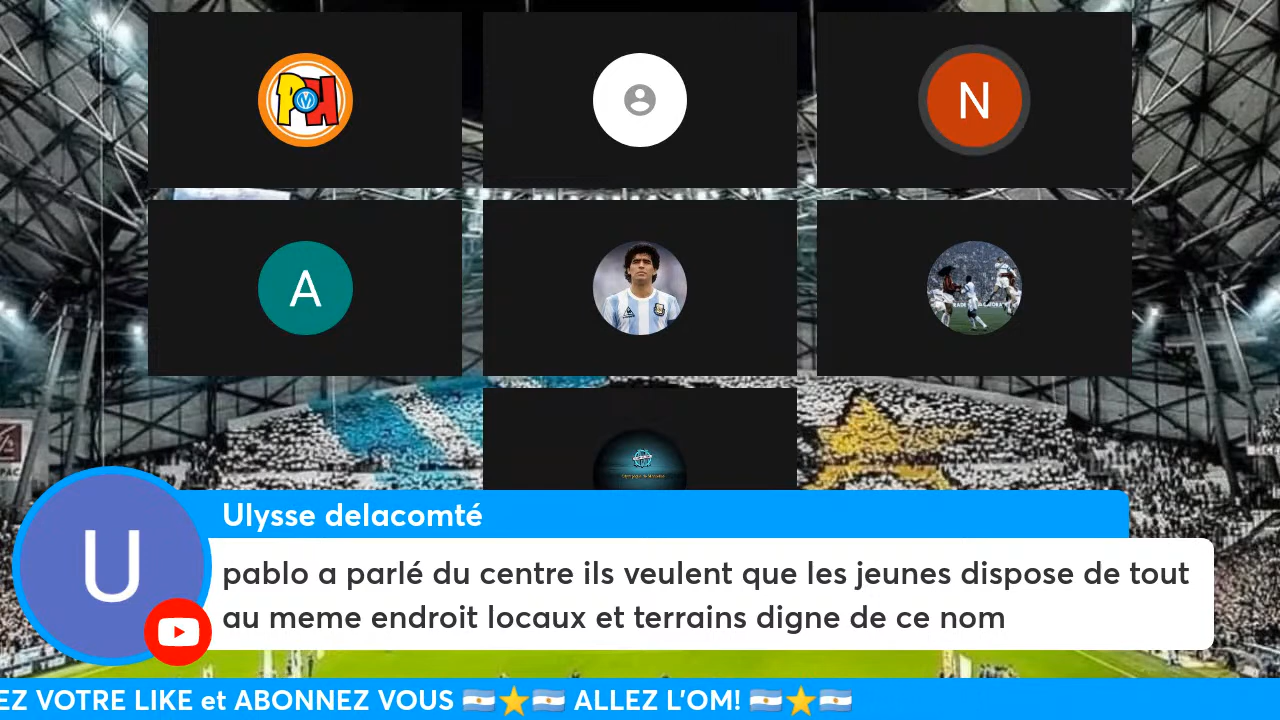 PH
N
A
U
Ulysse delacomté
pablo a parlé du centre ils veulent que les jeunes dispose de tout
au meme endroit locaux et terrains digne de ce nom
EZ VOTRE LIKE et ABONNEZ VOUS 🇦🇷⭐🇦🇷 ALLEZ L'OM! 🇦🇷⭐🇦🇷